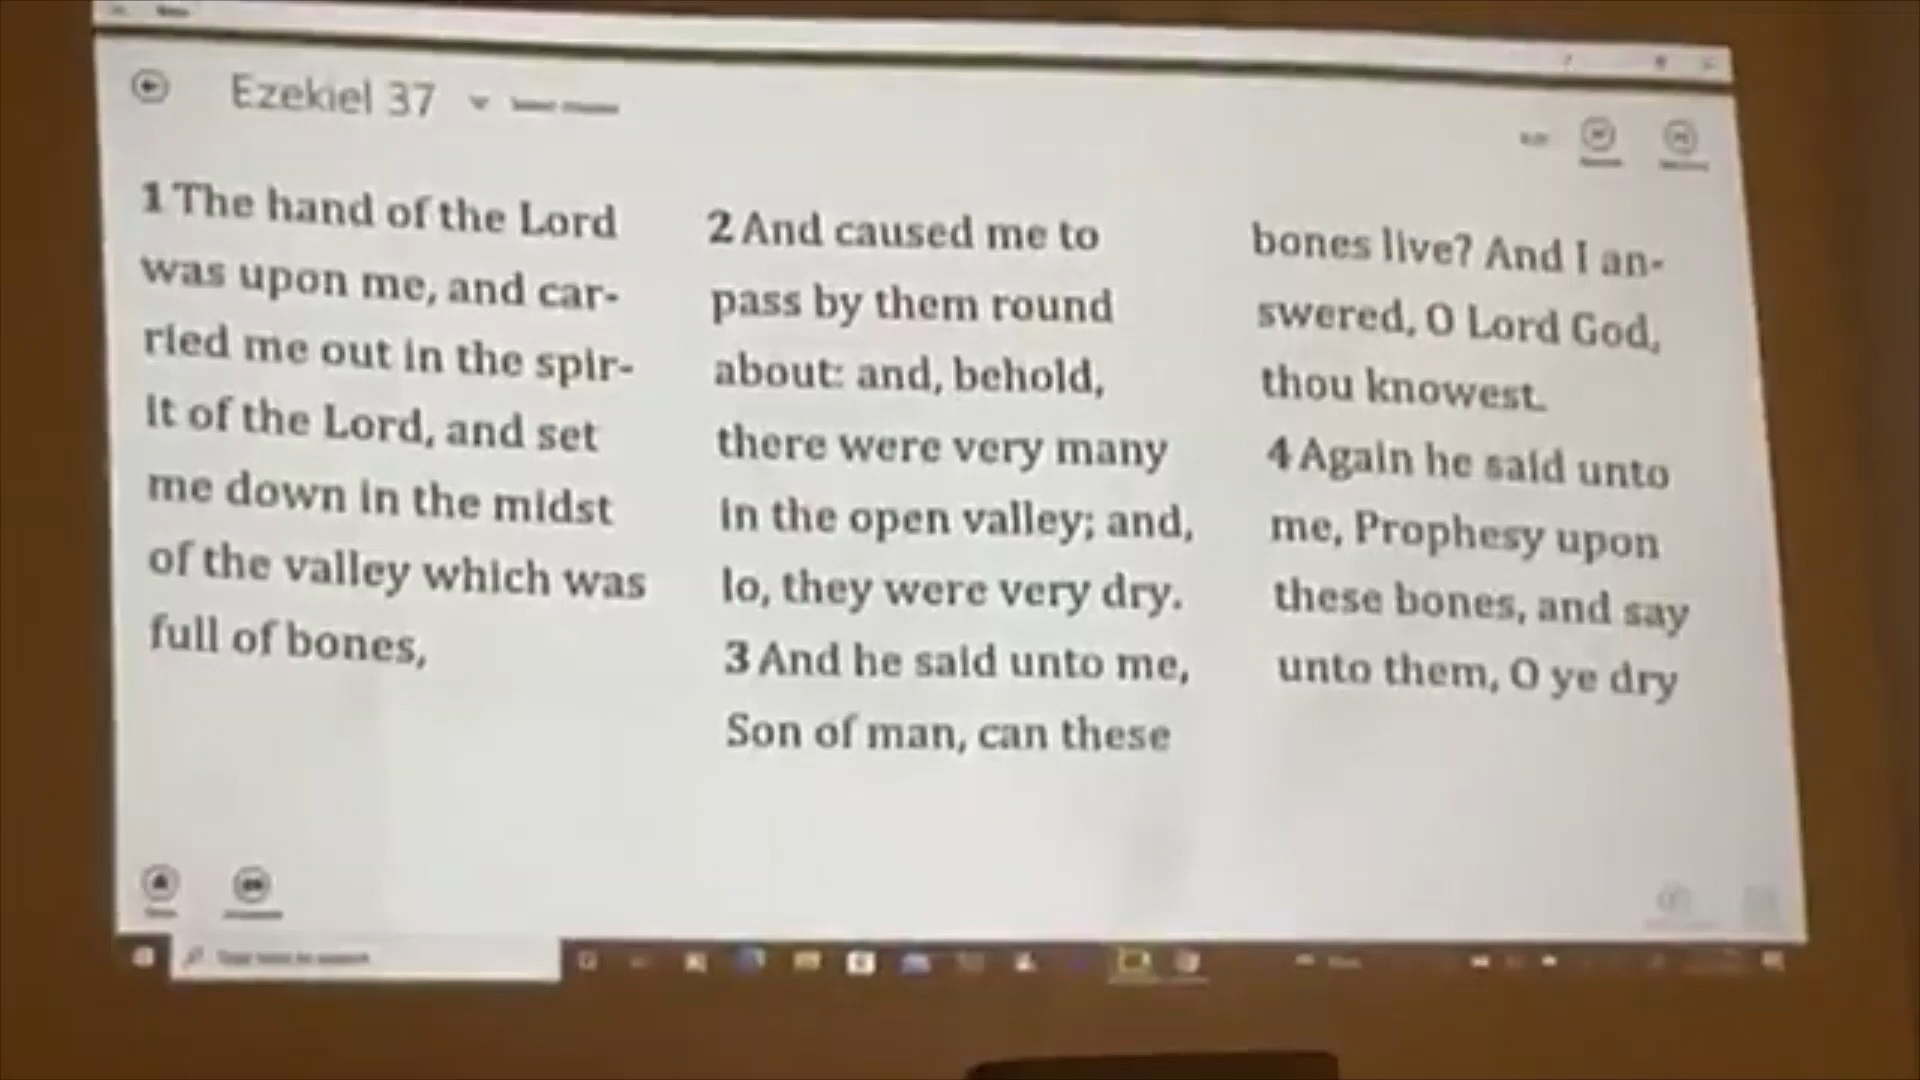 Ezekiel 37
1 The hand of the Lord
was upon me, and car-
ried me out in the spir-
it of the Lord, and set
me down in the midst
of the valley which was
full of bones,
2 And caused me to
pass by them round
about: and, behold,
there were very many
in the open valley; and,
lo, they were very dry.
3 And he said unto me,
Son of man, can these
bones live? And I an-
swered, O Lord God,
thou knowest.
4 Again he said unto
me, Prophesy upon
these bones, and say
unto them, O ye dry
Type here to search